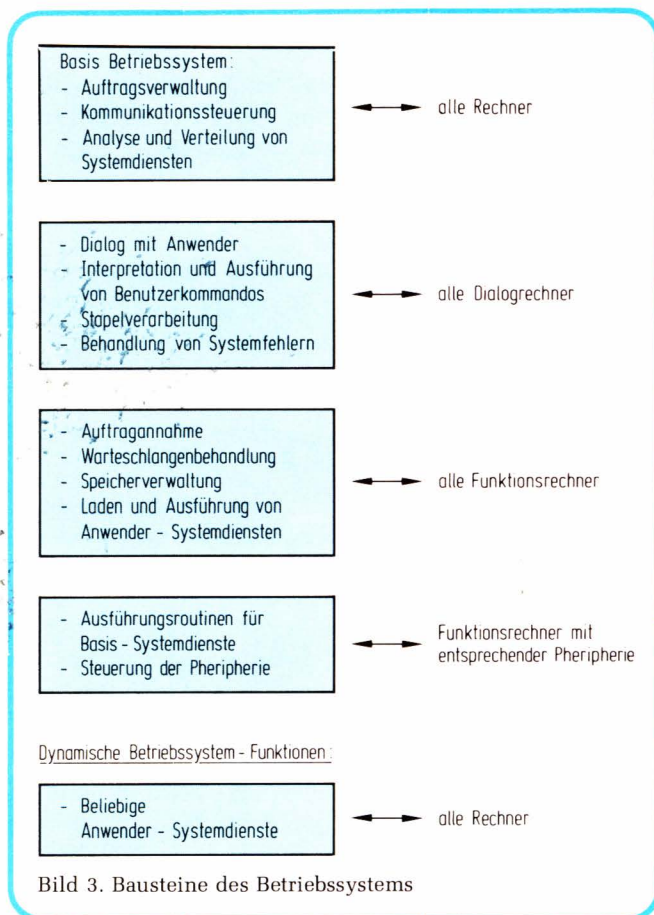 Basis Betriebssystem:
- Auftragsverwaltung
- Kommunikationssteuerung
- Analyse und Verteilung von
Systemdiensten
alle Rechner
- Dialog mit Anwender
- Interpretation und Ausführung
von Benutzerkommandos
- Stapelverarbeitung
- Behandlung von Systemfehlern
alle Dialogrechner
- Auftragannahme
- Warteschlangenbehandlung
- Speicherverwaltung
- Laden und Ausführung von
Anwender - Systemdiensten
alle Funktionsrechner
- Ausführungsroutinen für
Basis - Systemdienste
- Steuerung der Pheripherie
Funktionsrechner mit
entsprechender Pheripherie
Dynamische Betriebssystem - Funktionen:
- Beliebige
Anwender - Systemdienste
alle Rechner
Bild 3. Bausteine des Betriebssystems